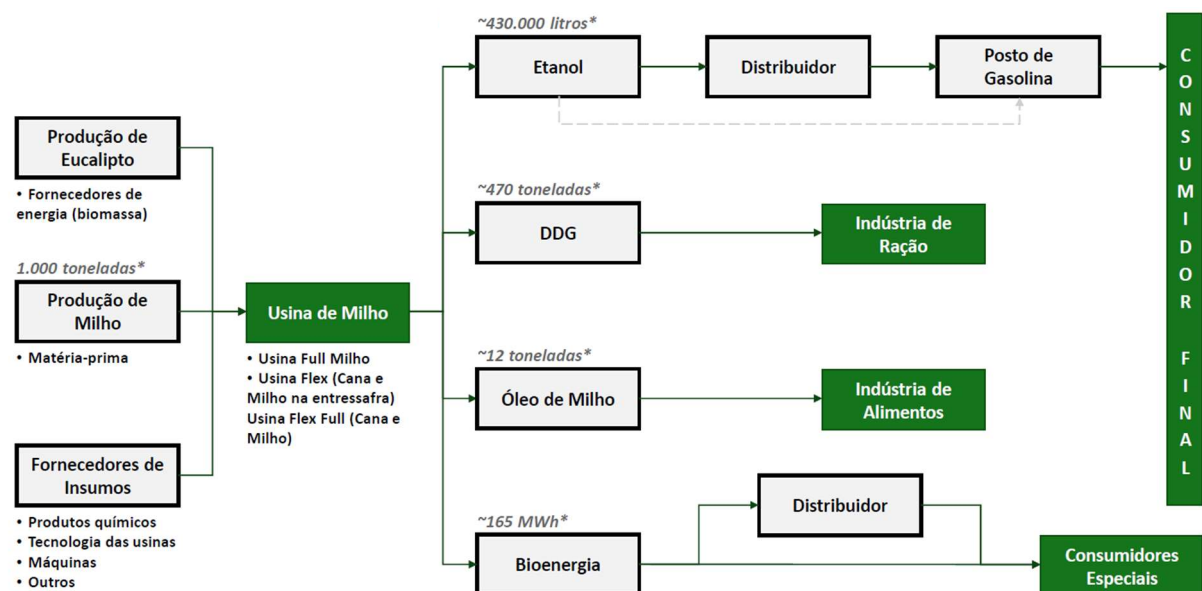 ~430.000 litros*
Etanol
Distribuidor
Posto de
Gasolina
Produção de
Eucalipto
• Fornecedores de
energia (biomassa)
1.000 toneladas*
Produção de
Milho
• Matéria-prima
Fornecedores de
Insumos
• Produtos químicos
• Tecnologia das usinas
• Máquinas
• Outros
Usina de Milho
• Usina Full Milho
• Usina Flex (Cana e
Milho na entressafra)
Usina Flex Full (Cana e
Milho)
~470 toneladas*
DDG
Indústria de
Ração
~12 toneladas*
Óleo de Milho
Indústria de
Alimentos
~165 MWh*
Bioenergia
Distribuidor
Consumidores
Especiais
CONSUMIDOR FINAL